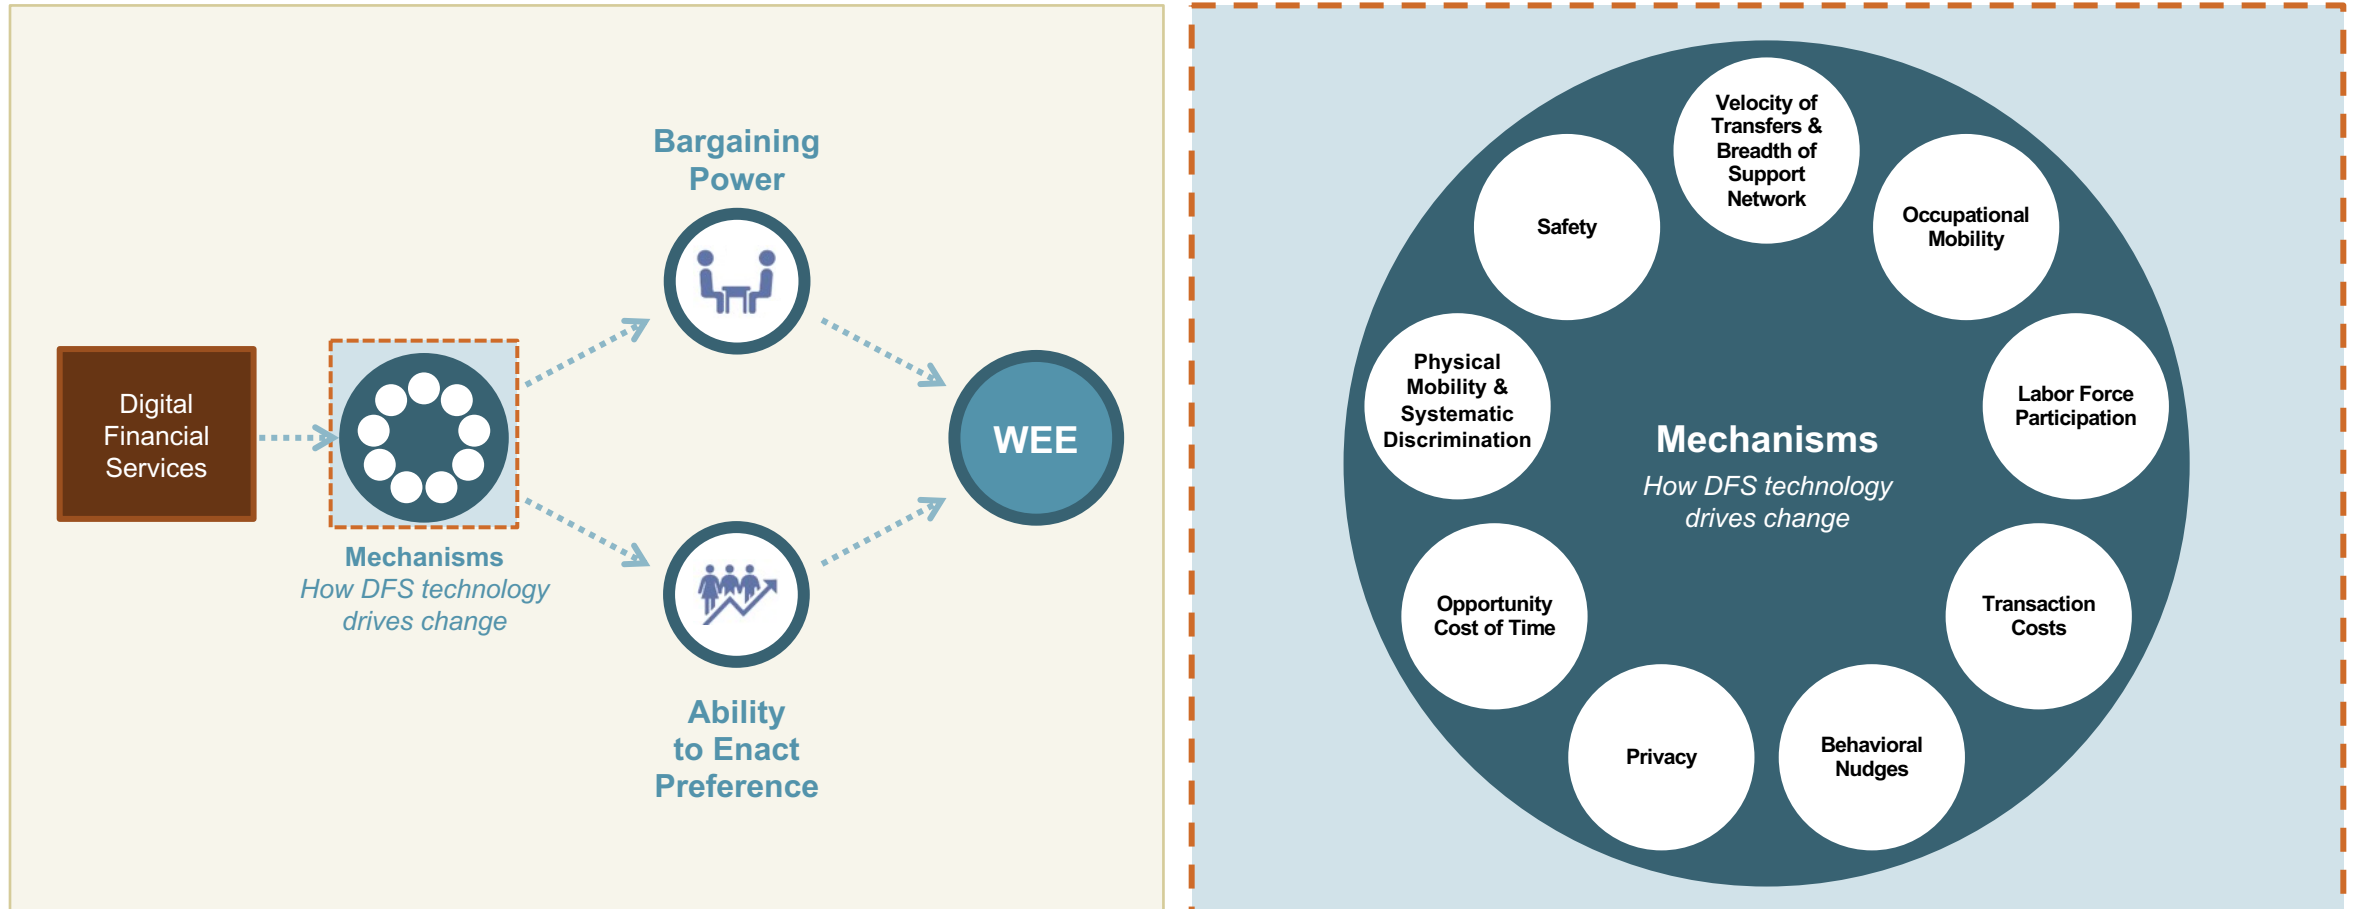 Digital
Financial
Services
Mechanisms
How DFS technology
drives change
Bargaining
Power
Ability
to Enact
Preference
WEE
Velocity of
Transfers &
Breadth of
Support
Network
Occupational
Mobility
Labor Force
Participation
Transaction
Costs
Behavioral
Nudges
Privacy
Opportunity
Cost of Time
Physical
Mobility &
Systematic
Discrimination
Safety
Mechanisms
How DFS technology
drives change